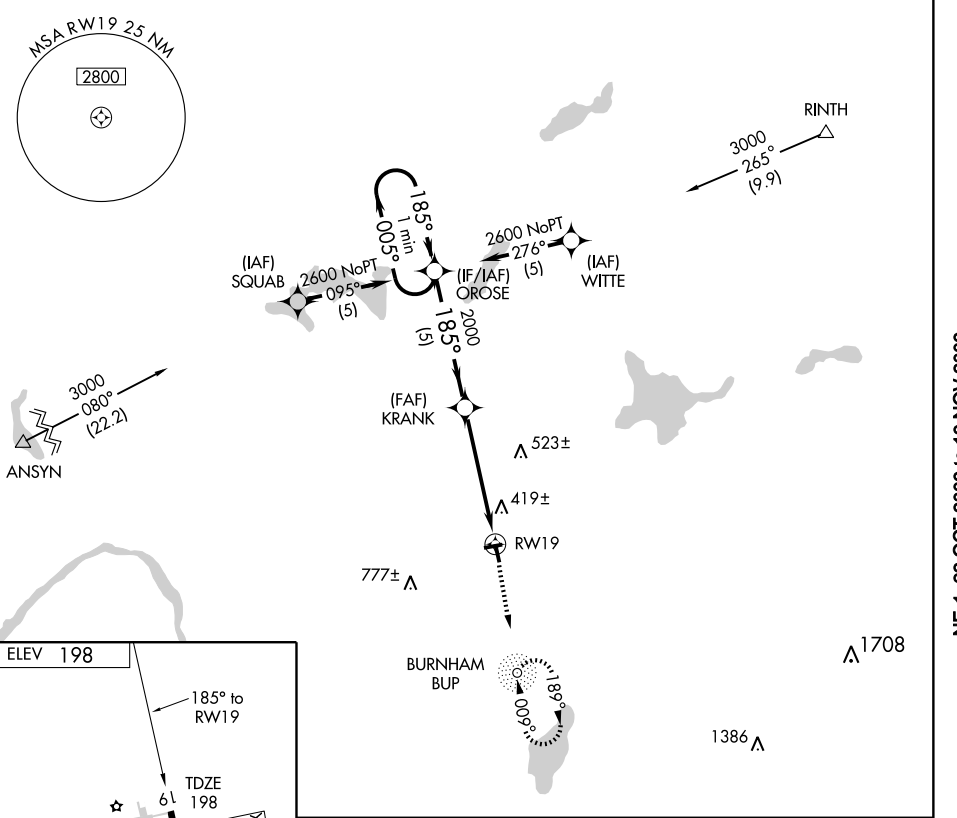 MSA RW19 25 NM
2800
RINTH
3000
265°
(9.9)
185°
1 min
005°
2600 NoPT
276°
(5)
(IAF)
WITTE
(IAF)
SQUAB
2600 NoPT
095°
(5)
(IF/IAF)
OROSE
2000
185°
(5)
3000
080°
(22.2)
ANSYN
(FAF)
KRANK
523±
419±
RW19
777±
BURNHAM
BUP
189°
009°
1708
1386
ELEV 198
185° to
RW19
19
TDZE
198